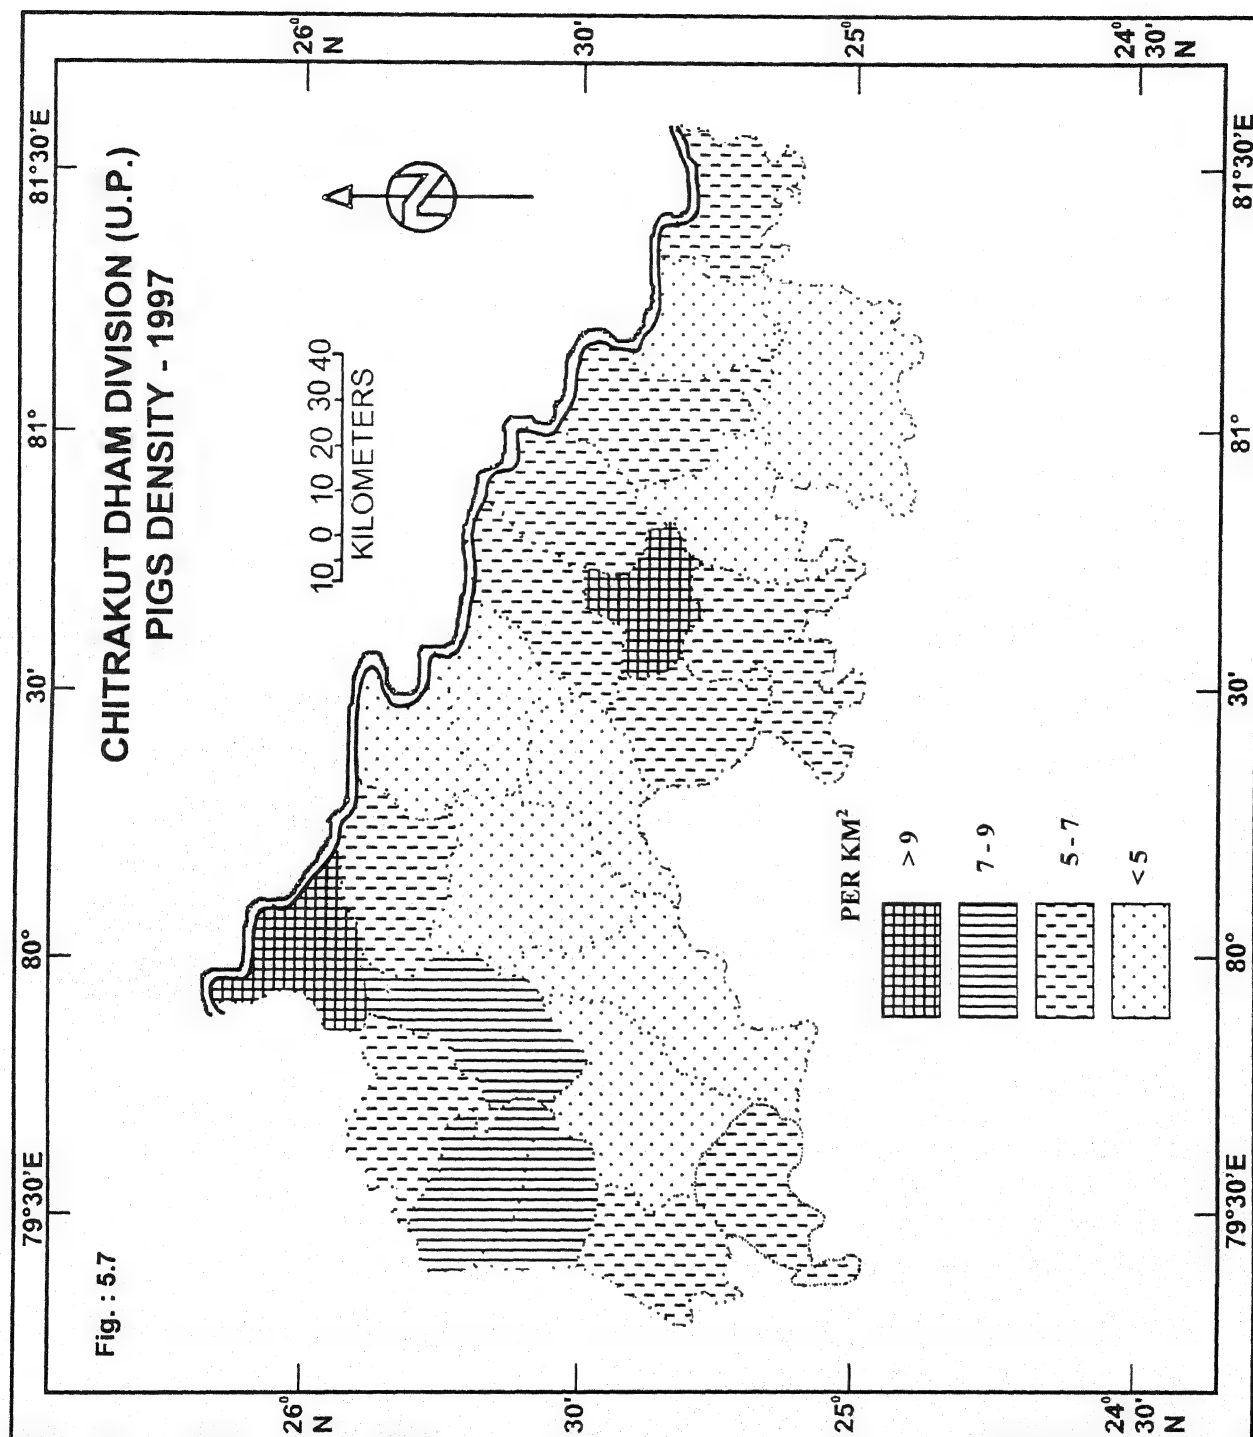 Fig. : 5.7
CHITRAKUT DHAM DIVISION (U.P.)
PIGS DENSITY - 1997
79°30'E 80° 30' 81° 81°30'E
26° N
30'
25°
24° 30' N
26° N
30'
25°
24° 30' N
N
10 0 10 20 30 40
KILOMETERS
PER KM²
> 9
7 - 9
5 - 7
< 5
79°30'E 80° 30' 81° 81°30'E